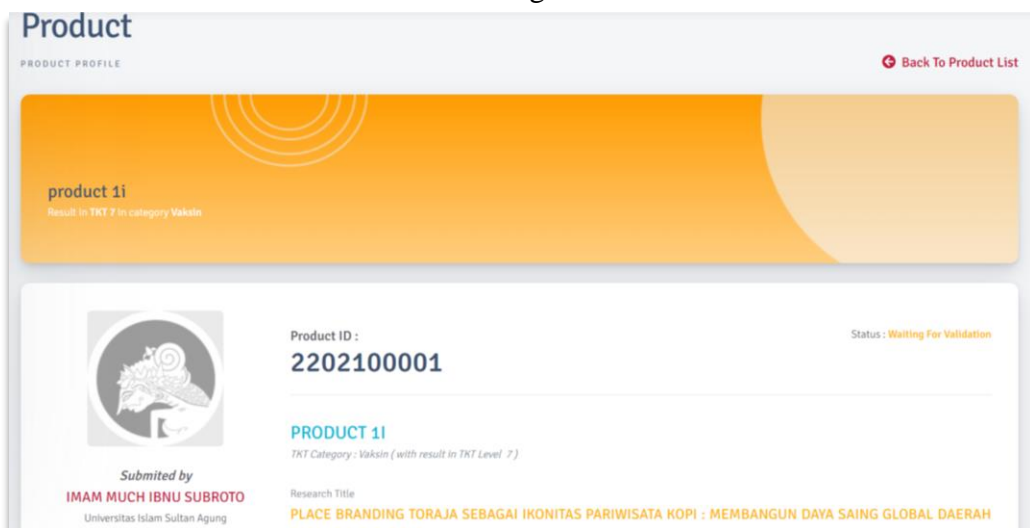 Product
PRODUCT PROFILE
Back To Product List
product 1i
Result in TKT 7 in category Vaksin
Product ID :
2202100001
Status : Waiting For Validation
PRODUCT 1I
TKT Category : Vaksin ( with result in TKT Level 7 )
Submited by
IMAM MUCH IBNU SUBROTO
Universitas Islam Sultan Agung
Research Title
PLACE BRANDING TORAJA SEBAGAI IKONITAS PARIWISATA KOPI : MEMBANGUN DAYA SAING GLOBAL DAERAH